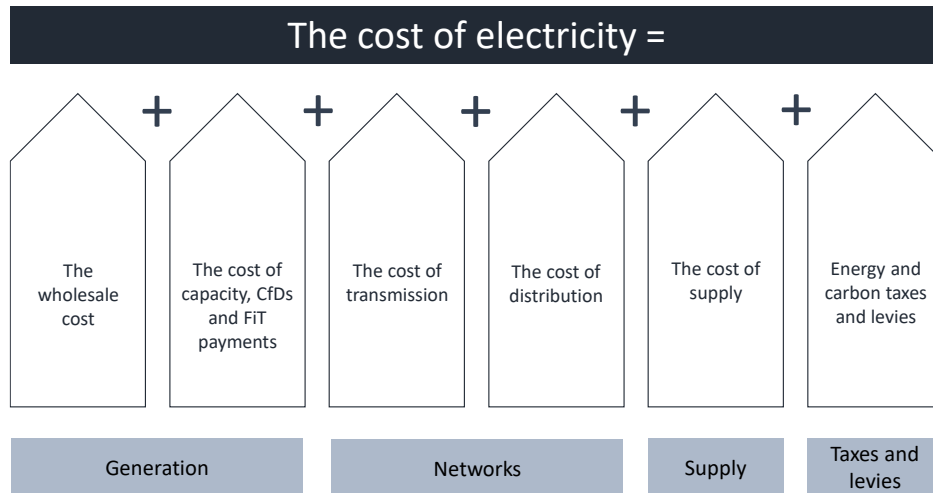 The cost of electricity =
+ + + + +
The
wholesale
cost
The cost of
capacity, CfDs
and FiT
payments
The cost of
transmission
The cost of
distribution
The cost of
supply
Energy and
carbon taxes
and levies
Generation
Networks
Supply
Taxes and
levies